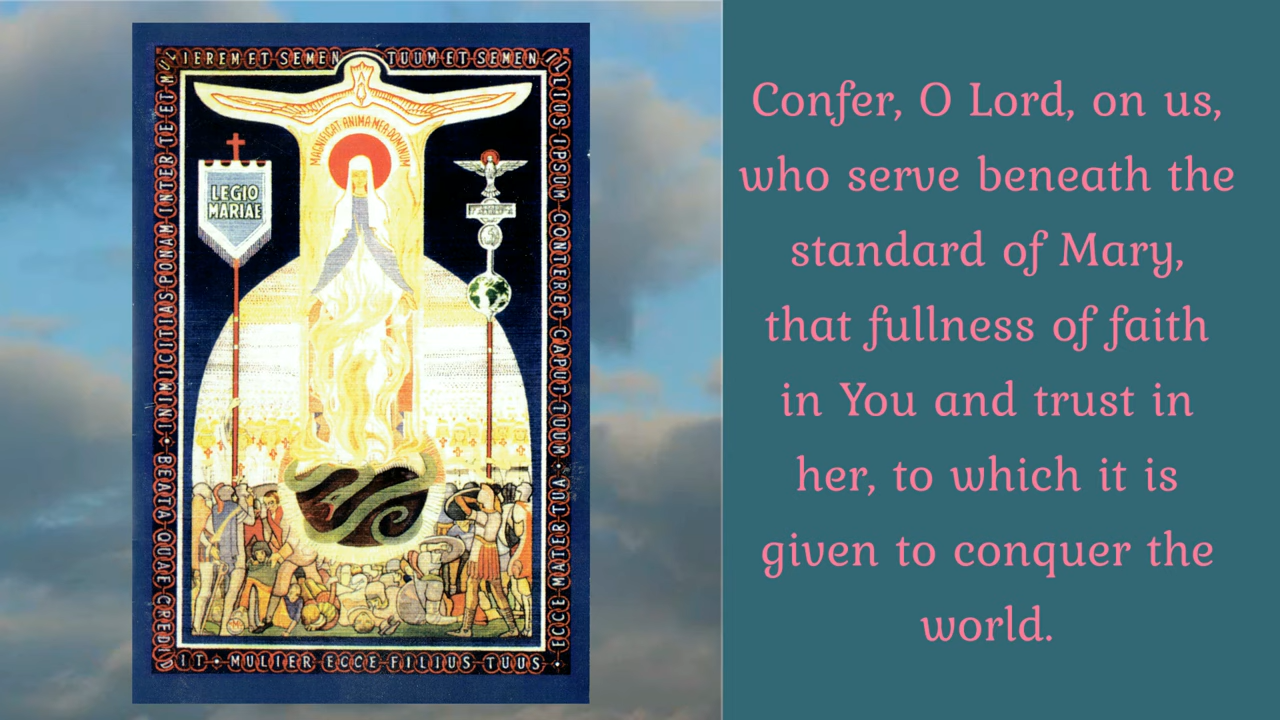 INIMICITIAS PONAM INTER TE ET MULIEREM ET SEMEN TUUM ET SEMEN ILLIUS IPSUM CONTERET CAPUT TUUM •
BEATA QUAE CREDIDIT • MULIER ECCE FILIUS TUUS • ECCE MATER TUA •
MAGNIFICAT ANIMA MEA DOMINUM
LEGIO
MARIAE
Confer, O Lord, on us,
who serve beneath the
standard of Mary,
that fullness of faith
in You and trust in
her, to which it is
given to conquer the
world.